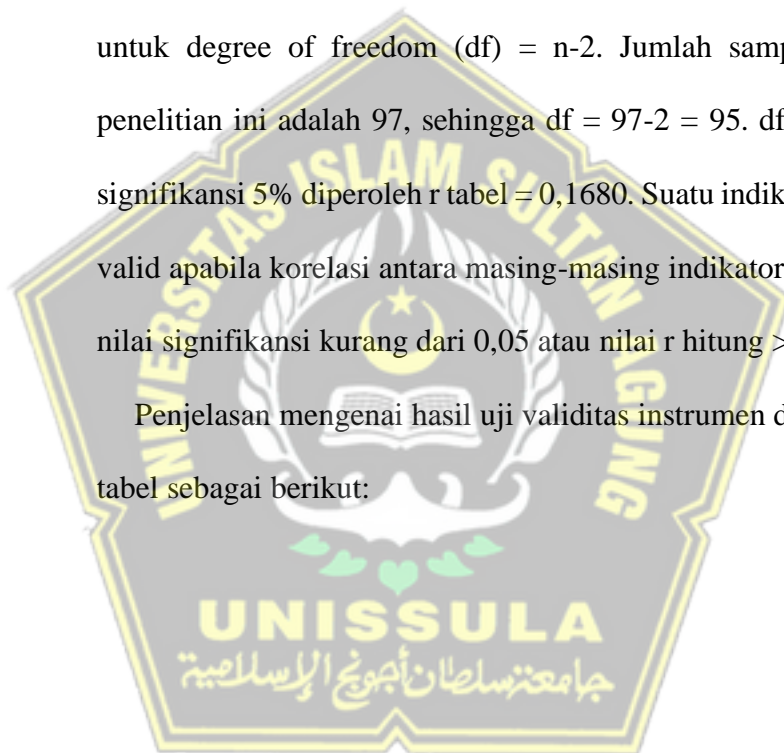 untuk degree of freedom (df) = n-2. Jumlah samp
penelitian ini adalah 97, sehingga df = 97-2 = 95. df
signifikansi 5% diperoleh r tabel = 0,1680. Suatu indik
valid apabila korelasi antara masing-masing indikator
nilai signifikansi kurang dari 0,05 atau nilai r hitung >
Penjelasan mengenai hasil uji validitas instrumen d
tabel sebagai berikut:
UNIVERSITAS ISLAM SULTAN AGUNG
UNISSULA
جامعة سلطان أجونج الإسلامية